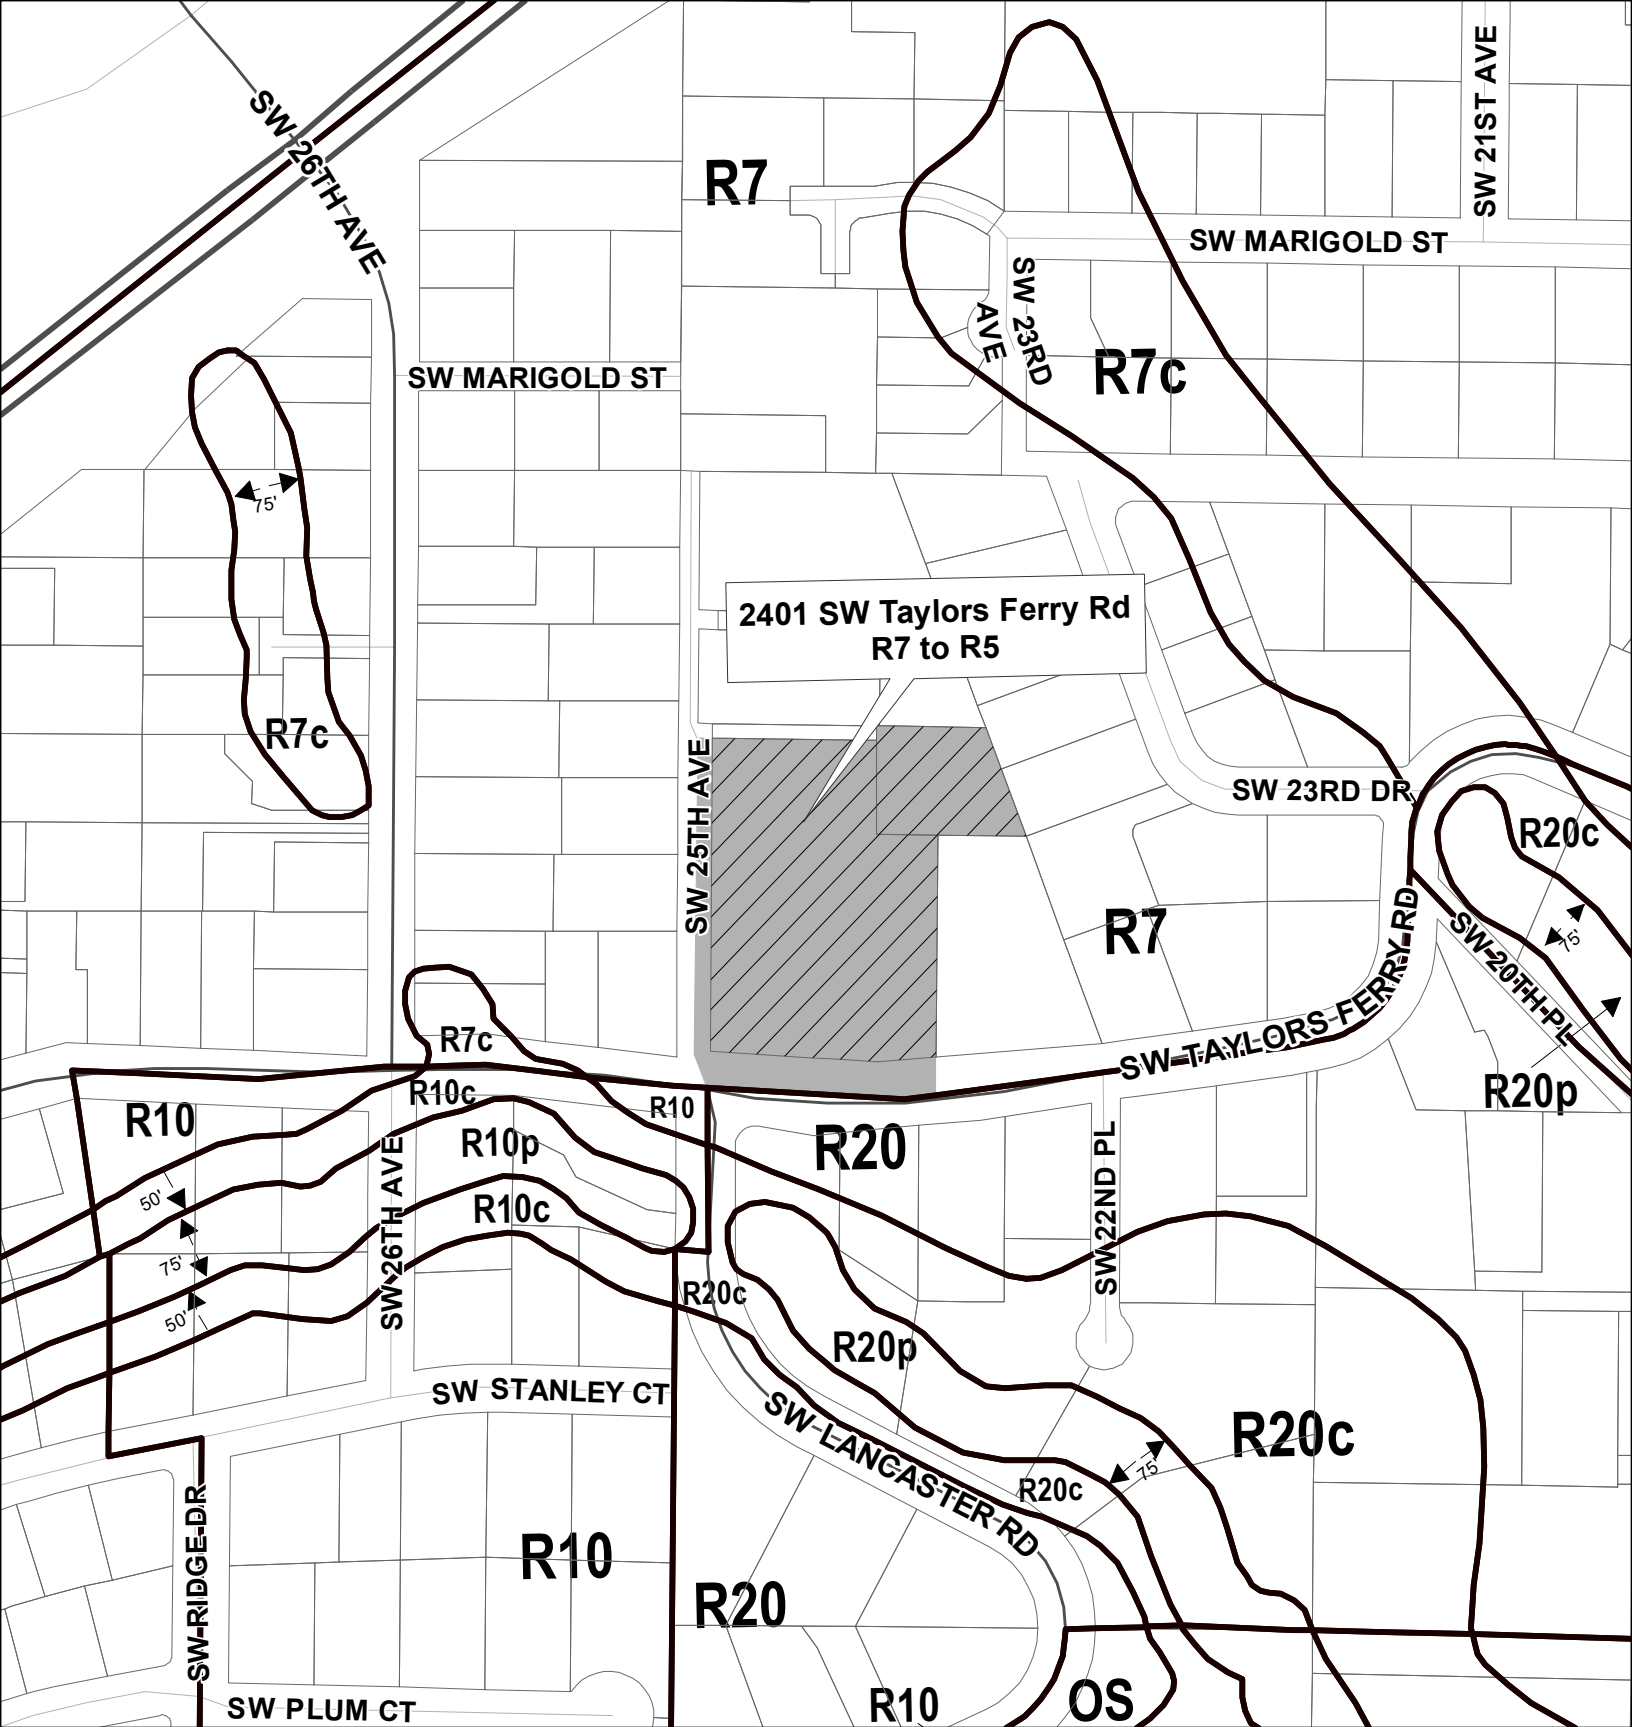 SW 21ST AVE
SW 26TH AVE
R7
SW MARIGOLD ST
SW 23RD
AVE
R7c
SW MARIGOLD ST
75'
2401 SW Taylors Ferry Rd
R7 to R5
R7c
SW 25TH AVE
SW 23RD DR
R20c
R7
SW TAYLORS FERRY RD
SW 20TH PL
75'
R7c
R10c
R10
R20p
R10
R10p
R20
SW 22ND PL
50'
SW 26TH AVE
R10c
75'
R20c
50'
R20p
SW STANLEY CT
SW LANCASTER RD
R20c
75'
R20c
SW RIDGE DR
R10
R20
R10
OS
SW PLUM CT